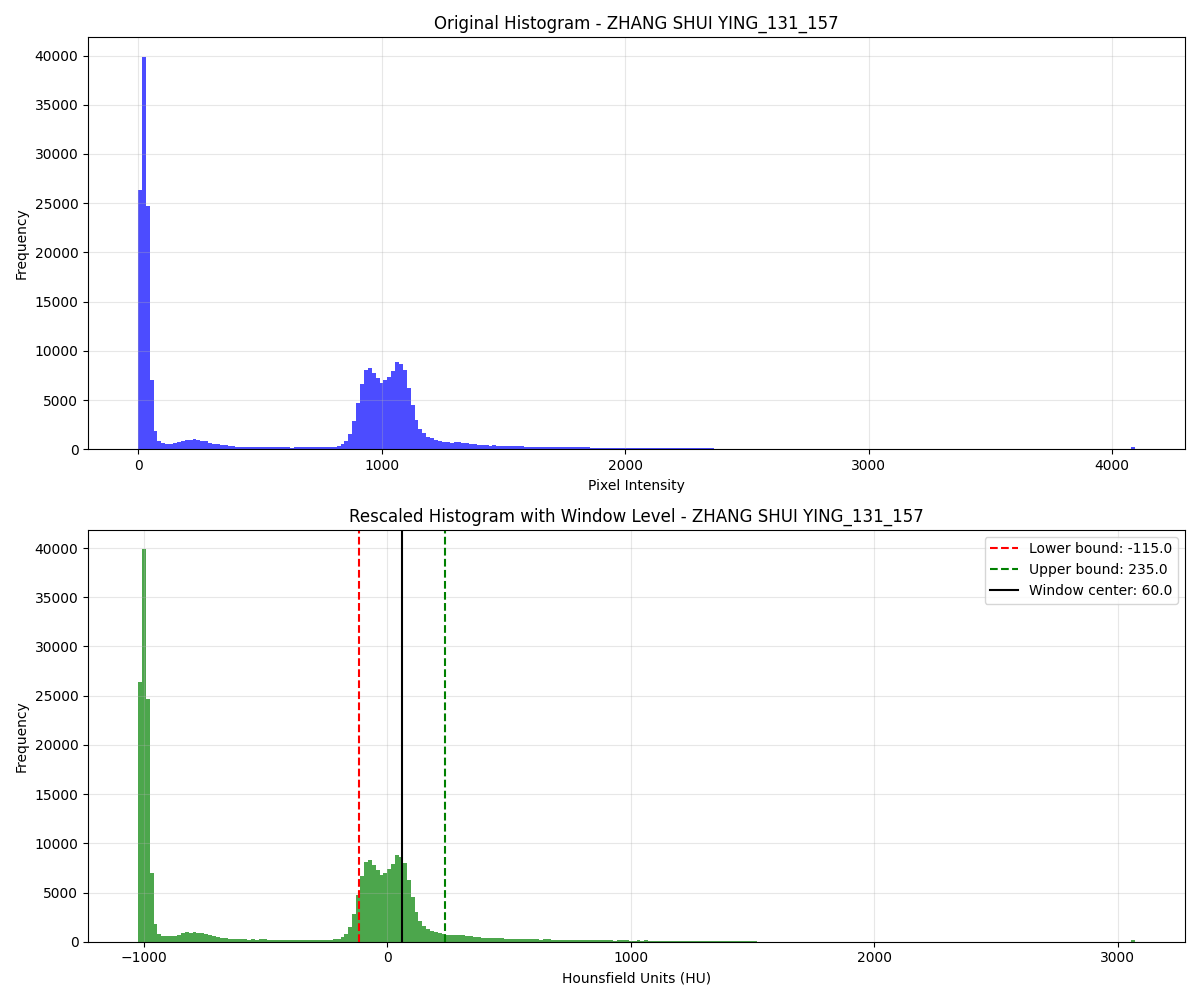 Original Histogram - ZHANG SHUI YING_131_157
Frequency
40000
35000
30000
25000
20000
15000
10000
5000
0
0 1000 2000 3000 4000
Pixel Intensity
Rescaled Histogram with Window Level - ZHANG SHUI YING_131_157
Lower bound: -115.0
Upper bound: 235.0
Window center: 60.0
Frequency
40000
35000
30000
25000
20000
15000
10000
5000
0
−1000 0 1000 2000 3000
Hounsfield Units (HU)